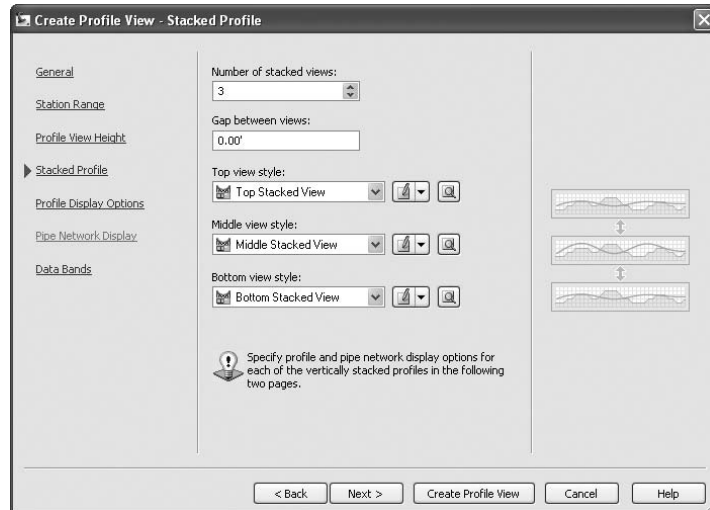 Create Profile View - Stacked Profile
General
Station Range
Profile View Height
Stacked Profile
Profile Display Options
Pipe Network Display
Data Bands
Number of stacked views:
3
Gap between views:
0.00'
Top view style:
Top Stacked View
Middle view style:
Middle Stacked View
Bottom view style:
Bottom Stacked View
Specify profile and pipe network display options for
each of the vertically stacked profiles in the following
two pages.
< Back
Next >
Create Profile View
Cancel
Help